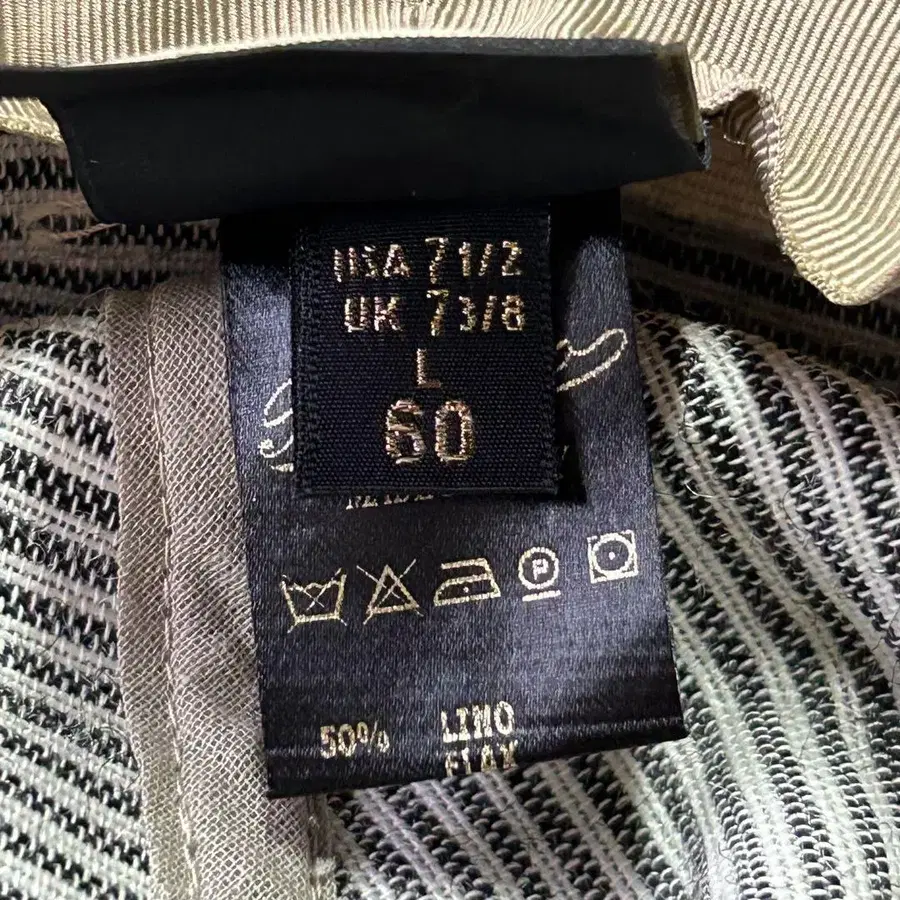 USA 7 1/2
UK 7 3/8
L
60
P
50% LINO
FLAX